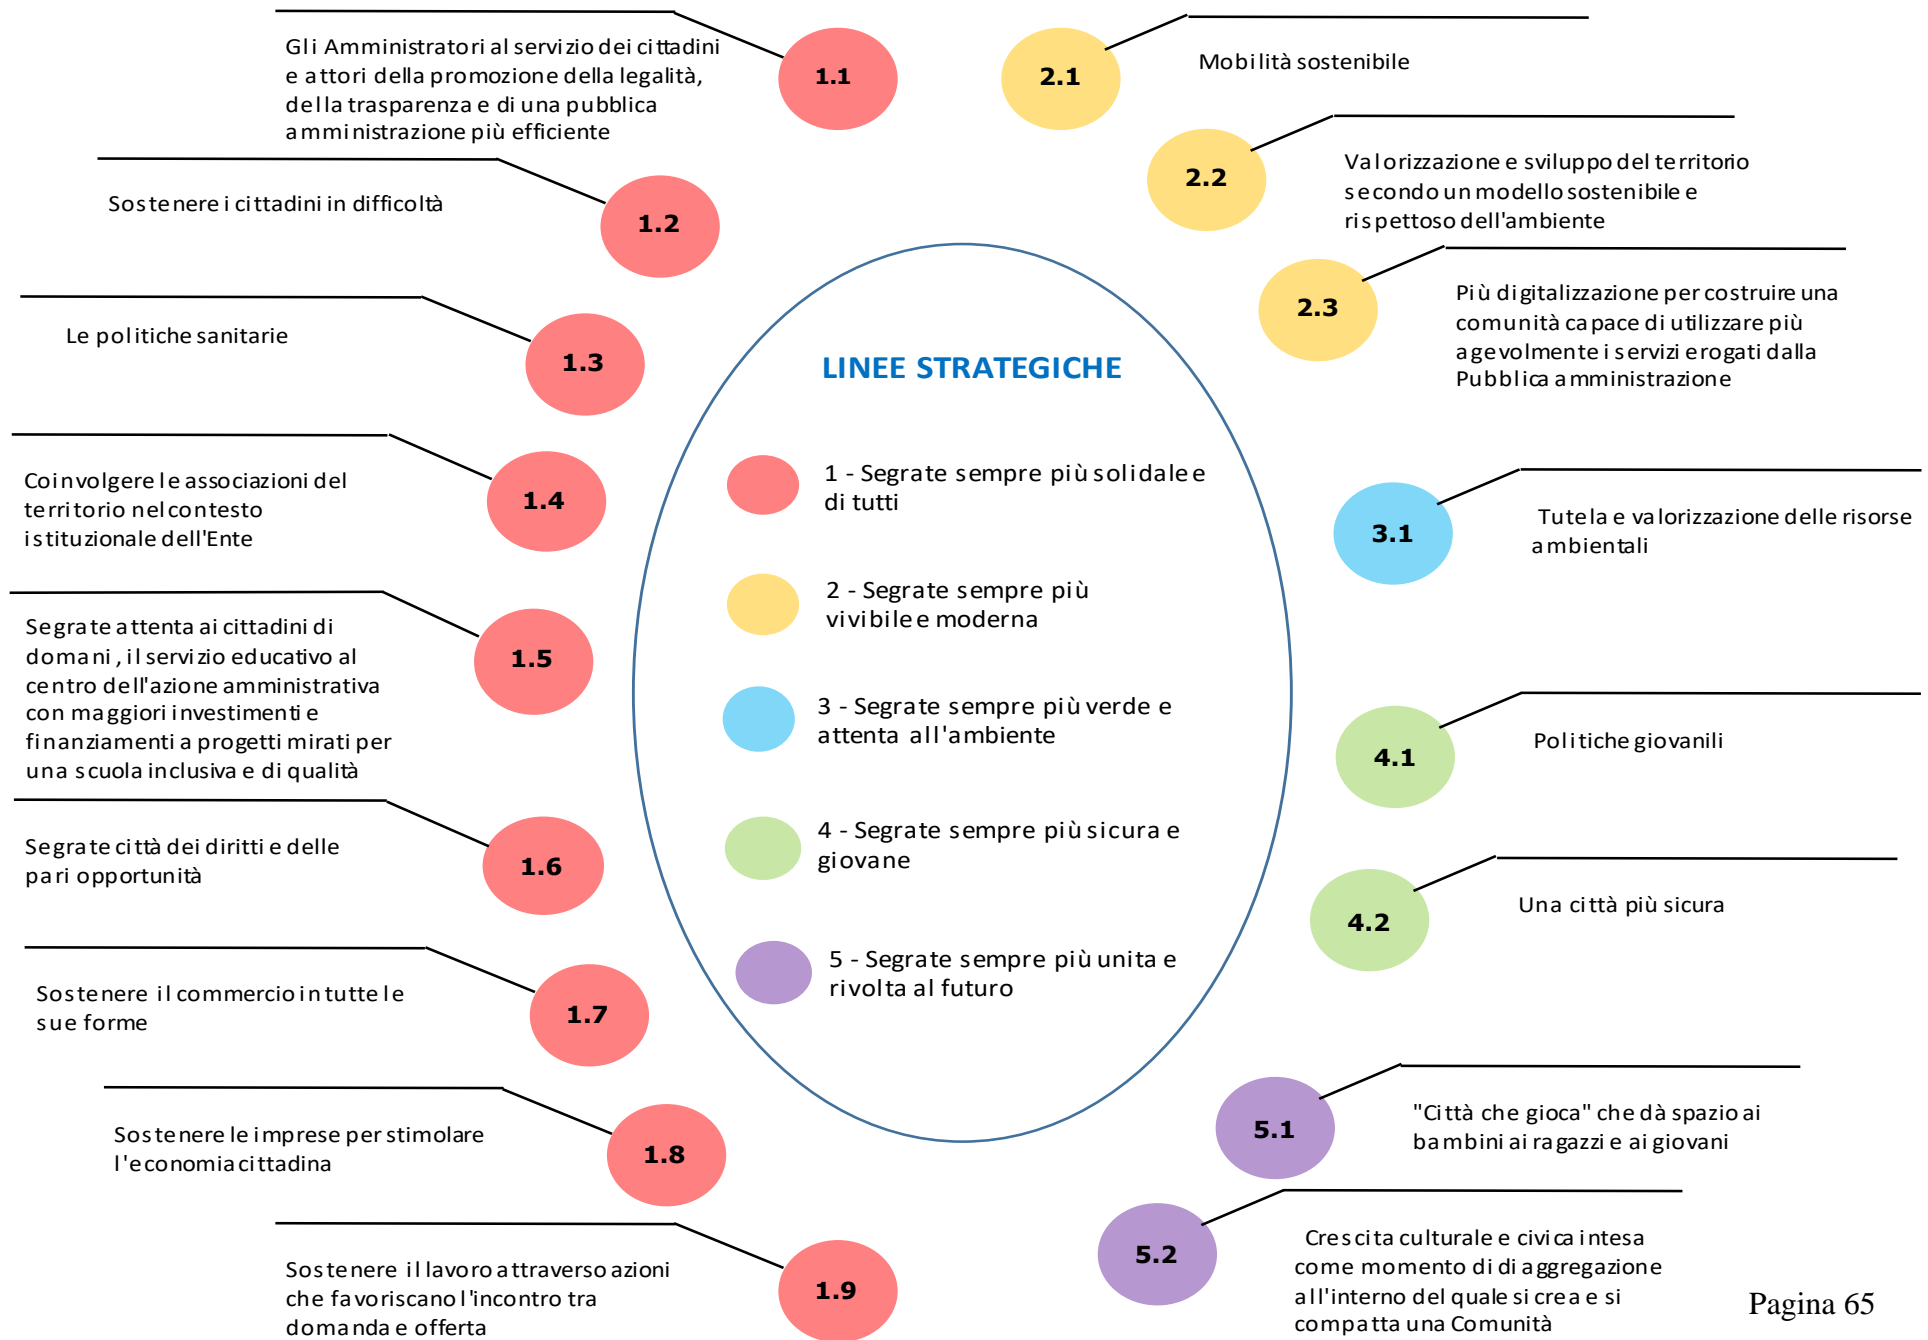 Gli Amministratori al servizio dei cittadini
e attori della promozione della legalità,
della trasparenza e di una pubblica
amministrazione più efficiente
1.1
Sostenere i cittadini in difficoltà
1.2
Le politiche sanitarie
1.3
Coinvolgere le associazioni del
territorio nel contesto
istituzionale dell'Ente
1.4
Segrate attenta ai cittadini di
domani, il servizio educativo al
centro dell'azione amministrativa
con maggiori investimenti e
finanziamenti a progetti mirati per
una scuola inclusiva e di qualità
1.5
Segrate città dei diritti e delle
pari opportunità
1.6
Sostenere il commercio in tutte le
sue forme
1.7
Sostenere le imprese per stimolare
l'economia cittadina
1.8
Sostenere il lavoro attraverso azioni
che favoriscano l'incontro tra
domanda e offerta
1.9
LINEE STRATEGICHE
1 - Segrate sempre più solidale e
di tutti
2 - Segrate sempre più
vivibile e moderna
3 - Segrate sempre più verde e
attenta all'ambiente
4 - Segrate sempre più sicura e
giovane
5 - Segrate sempre più unita e
rivolta al futuro
2.1
Mobilità sostenibile
2.2
Valorizzazione e sviluppo del territorio
secondo un modello sostenibile e
rispettoso dell'ambiente
2.3
Più digitalizzazione per costruire una
comunità capace di utilizzare più
agevolmente i servizi erogati dalla
Pubblica amministrazione
3.1
Tutela e valorizzazione delle risorse
ambientali
4.1
Politiche giovanili
4.2
Una città più sicura
5.1
"Città che gioca" che dà spazio ai
bambini ai ragazzi e ai giovani
5.2
Crescita culturale e civica intesa
come momento di di aggregazione
all'interno del quale si crea e si
compatta una Comunità
Pagina 65